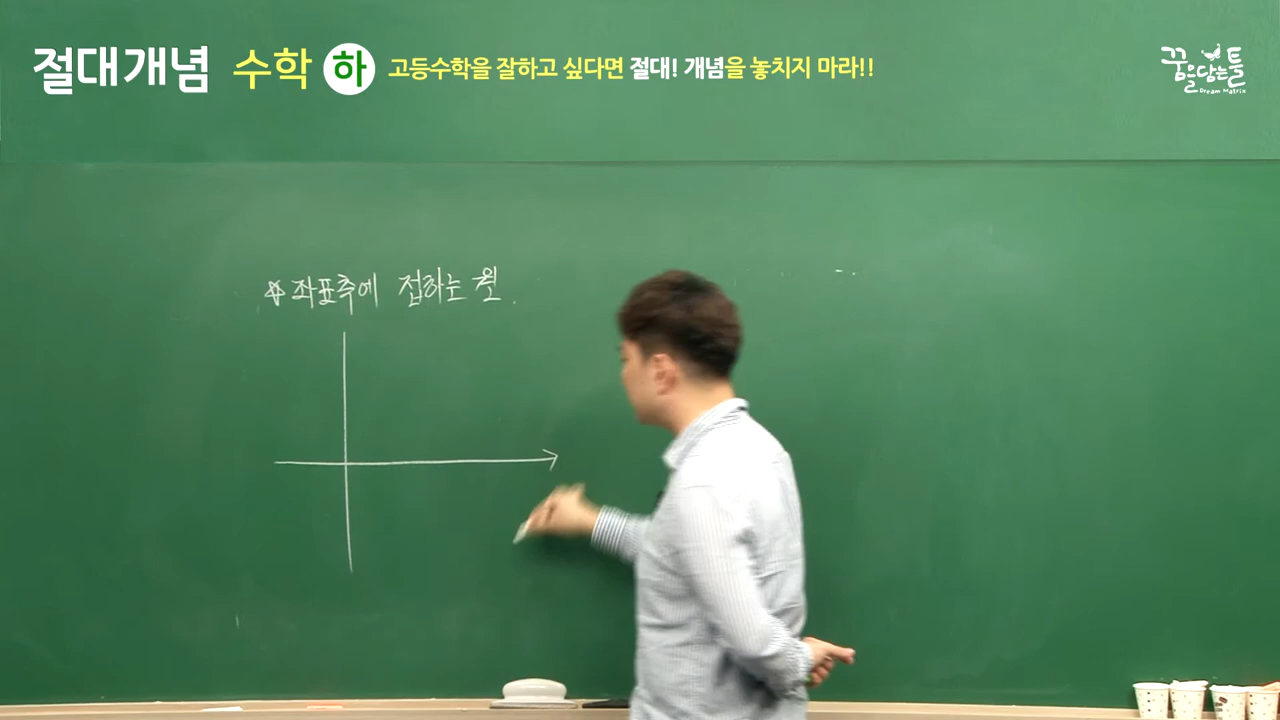 절대개념 수학 하 고등수학을 잘하고 싶다면 절대! 개념을 놓치지 마라!!
꿈을담는틀
Dream Matrix
☆ 좌표축에 접하는 원.